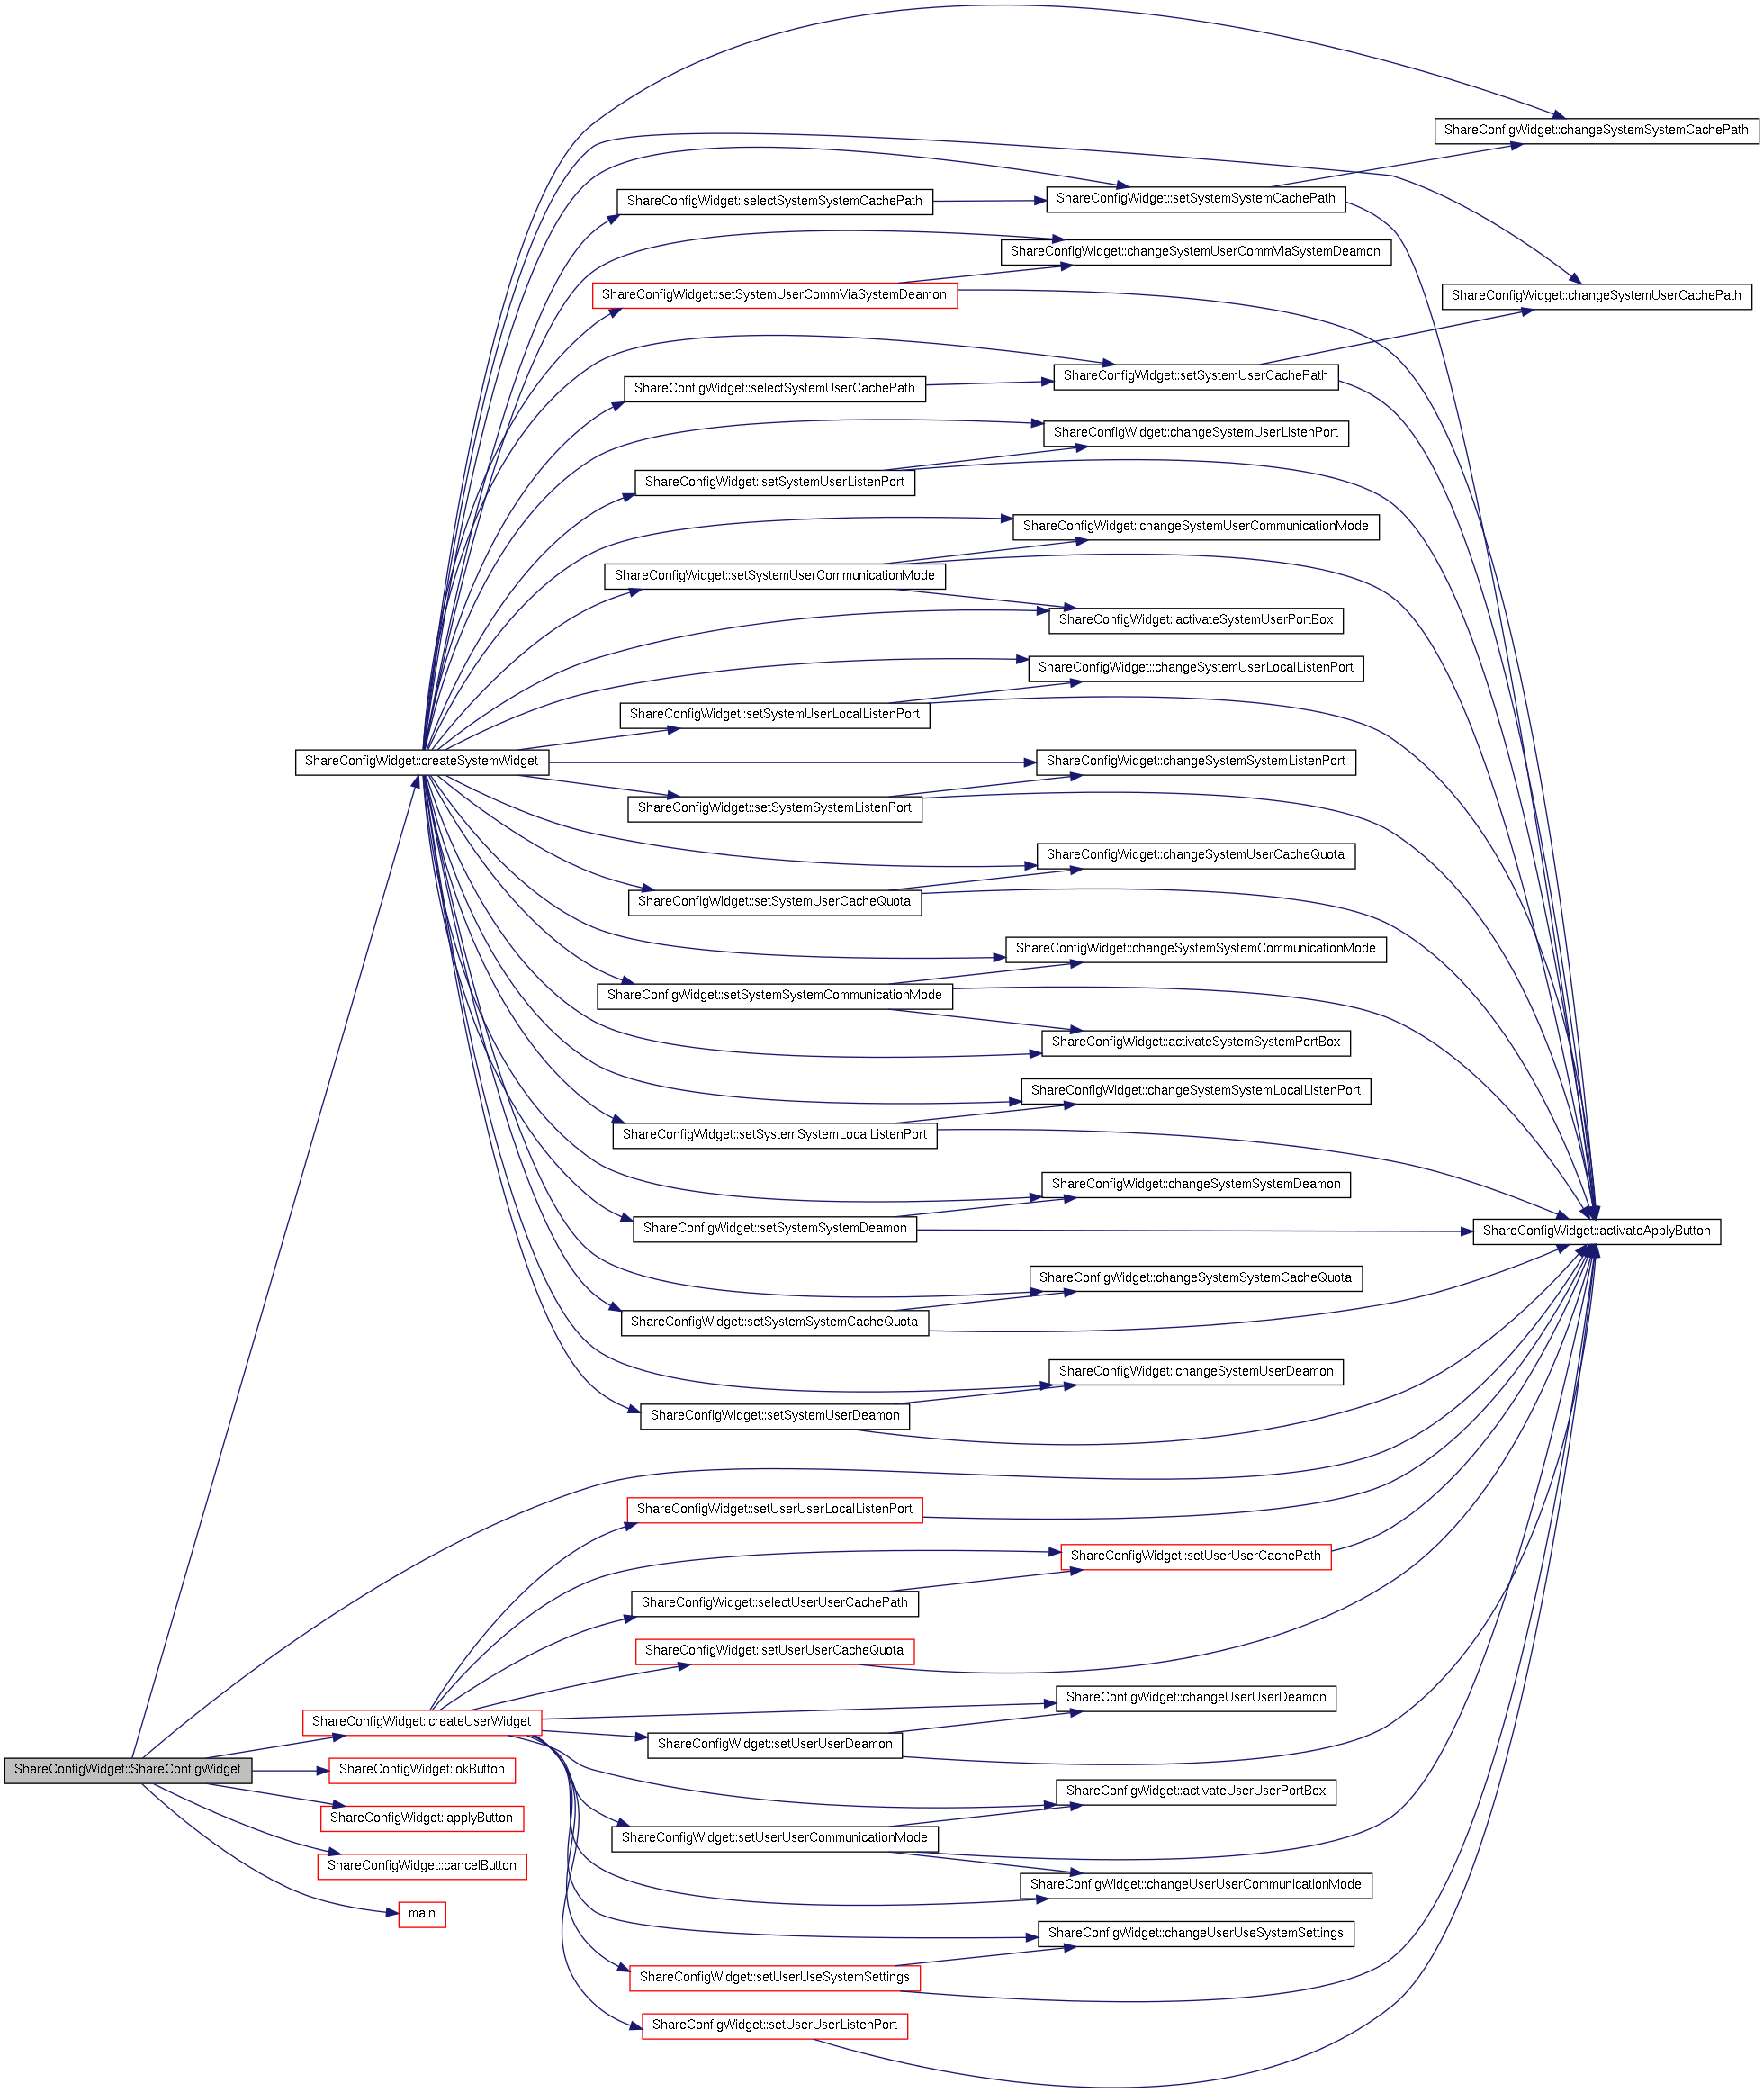 ShareConfigWidget::changeSystemSystemCachePath
ShareConfigWidget::selectSystemSystemCachePath
ShareConfigWidget::setSystemSystemCachePath
ShareConfigWidget::changeSystemUserCommViaSystemDeamon
ShareConfigWidget::setSystemUserCommViaSystemDeamon
ShareConfigWidget::changeSystemUserCachePath
ShareConfigWidget::setSystemUserCachePath
ShareConfigWidget::selectSystemUserCachePath
ShareConfigWidget::changeSystemUserListenPort
ShareConfigWidget::setSystemUserListenPort
ShareConfigWidget::changeSystemUserCommunicationMode
ShareConfigWidget::setSystemUserCommunicationMode
ShareConfigWidget::activateSystemUserPortBox
ShareConfigWidget::changeSystemUserLocalListenPort
ShareConfigWidget::setSystemUserLocalListenPort
ShareConfigWidget::createSystemWidget
ShareConfigWidget::changeSystemSystemListenPort
ShareConfigWidget::setSystemSystemListenPort
ShareConfigWidget::changeSystemUserCacheQuota
ShareConfigWidget::setSystemUserCacheQuota
ShareConfigWidget::changeSystemSystemCommunicationMode
ShareConfigWidget::setSystemSystemCommunicationMode
ShareConfigWidget::activateSystemSystemPortBox
ShareConfigWidget::changeSystemSystemLocalListenPort
ShareConfigWidget::setSystemSystemLocalListenPort
ShareConfigWidget::changeSystemSystemDeamon
ShareConfigWidget::setSystemSystemDeamon
ShareConfigWidget::activateApplyButton
ShareConfigWidget::changeSystemSystemCacheQuota
ShareConfigWidget::setSystemSystemCacheQuota
ShareConfigWidget::changeSystemUserDeamon
ShareConfigWidget::setSystemUserDeamon
ShareConfigWidget::setUserUserLocalListenPort
ShareConfigWidget::setUserUserCachePath
ShareConfigWidget::selectUserUserCachePath
ShareConfigWidget::setUserUserCacheQuota
ShareConfigWidget::changeUserUserDeamon
ShareConfigWidget::createUserWidget
ShareConfigWidget::setUserUserDeamon
ShareConfigWidget::ShareConfigWidget
ShareConfigWidget::okButton
ShareConfigWidget::activateUserUserPortBox
ShareConfigWidget::applyButton
ShareConfigWidget::setUserUserCommunicationMode
ShareConfigWidget::cancelButton
ShareConfigWidget::changeUserUserCommunicationMode
main
ShareConfigWidget::changeUserUseSystemSettings
ShareConfigWidget::setUserUseSystemSettings
ShareConfigWidget::setUserUserListenPort